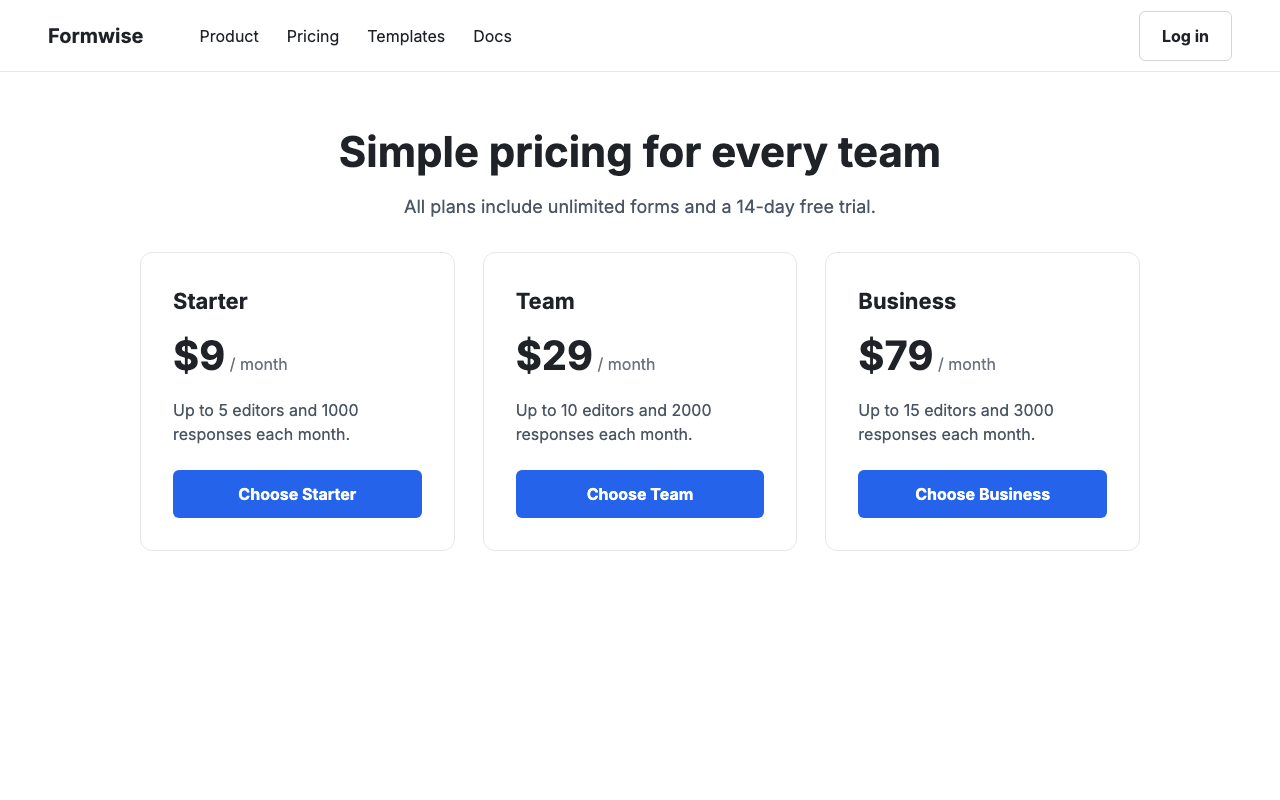 Formwise
Product
Pricing
Templates
Docs
Log in
Simple pricing for every team
All plans include unlimited forms and a 14-day free trial.
Starter
$9 / month
Up to 5 editors and 1000
responses each month.
Choose Starter
Team
$29 / month
Up to 10 editors and 2000
responses each month.
Choose Team
Business
$79 / month
Up to 15 editors and 3000
responses each month.
Choose Business